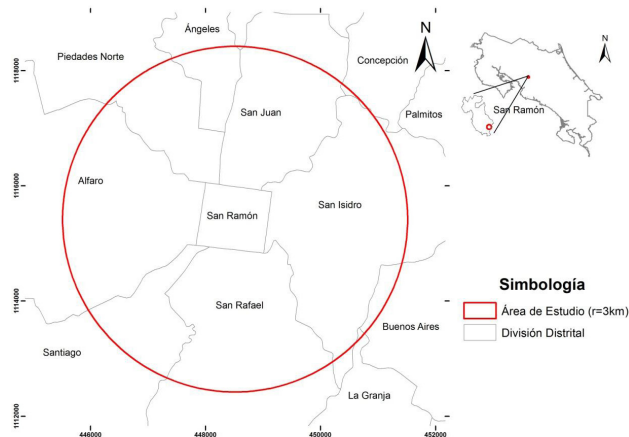 Ángeles
N
Piedades Norte
Concepción
N
1118000
San Juan
Palmitos
San Ramón
1116000
Alfaro
San Ramón
San Isidro
Simbología
1114000
San Rafael
Área de Estudio (r=3km)
Buenos Aires
División Distrital
Santiago
La Granja
1112000
446000
448000
450000
452000